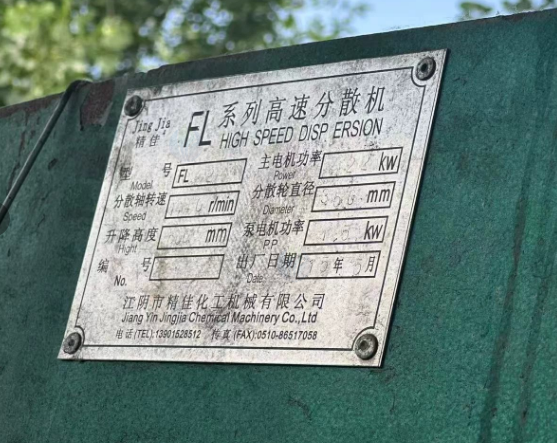 Jing Jia
精佳
FL 系列高速分散机
HIGH SPEED DISP ERSION
型 号 FL
Model
主电机功率 kw
Power
分散轴转速 r/min
Speed
分散轮直径 mm
Diameter
升降高度 mm
Hight
泵电机功率 kw
P.P.
编 号
No.
出厂日期 年 月
Date
江阴市精佳化工机械有限公司
Jiang Yin Jingjia Chemical Machinery Co.,Ltd
电话(TEL):13901528512 传真(FAX):0510-86517058